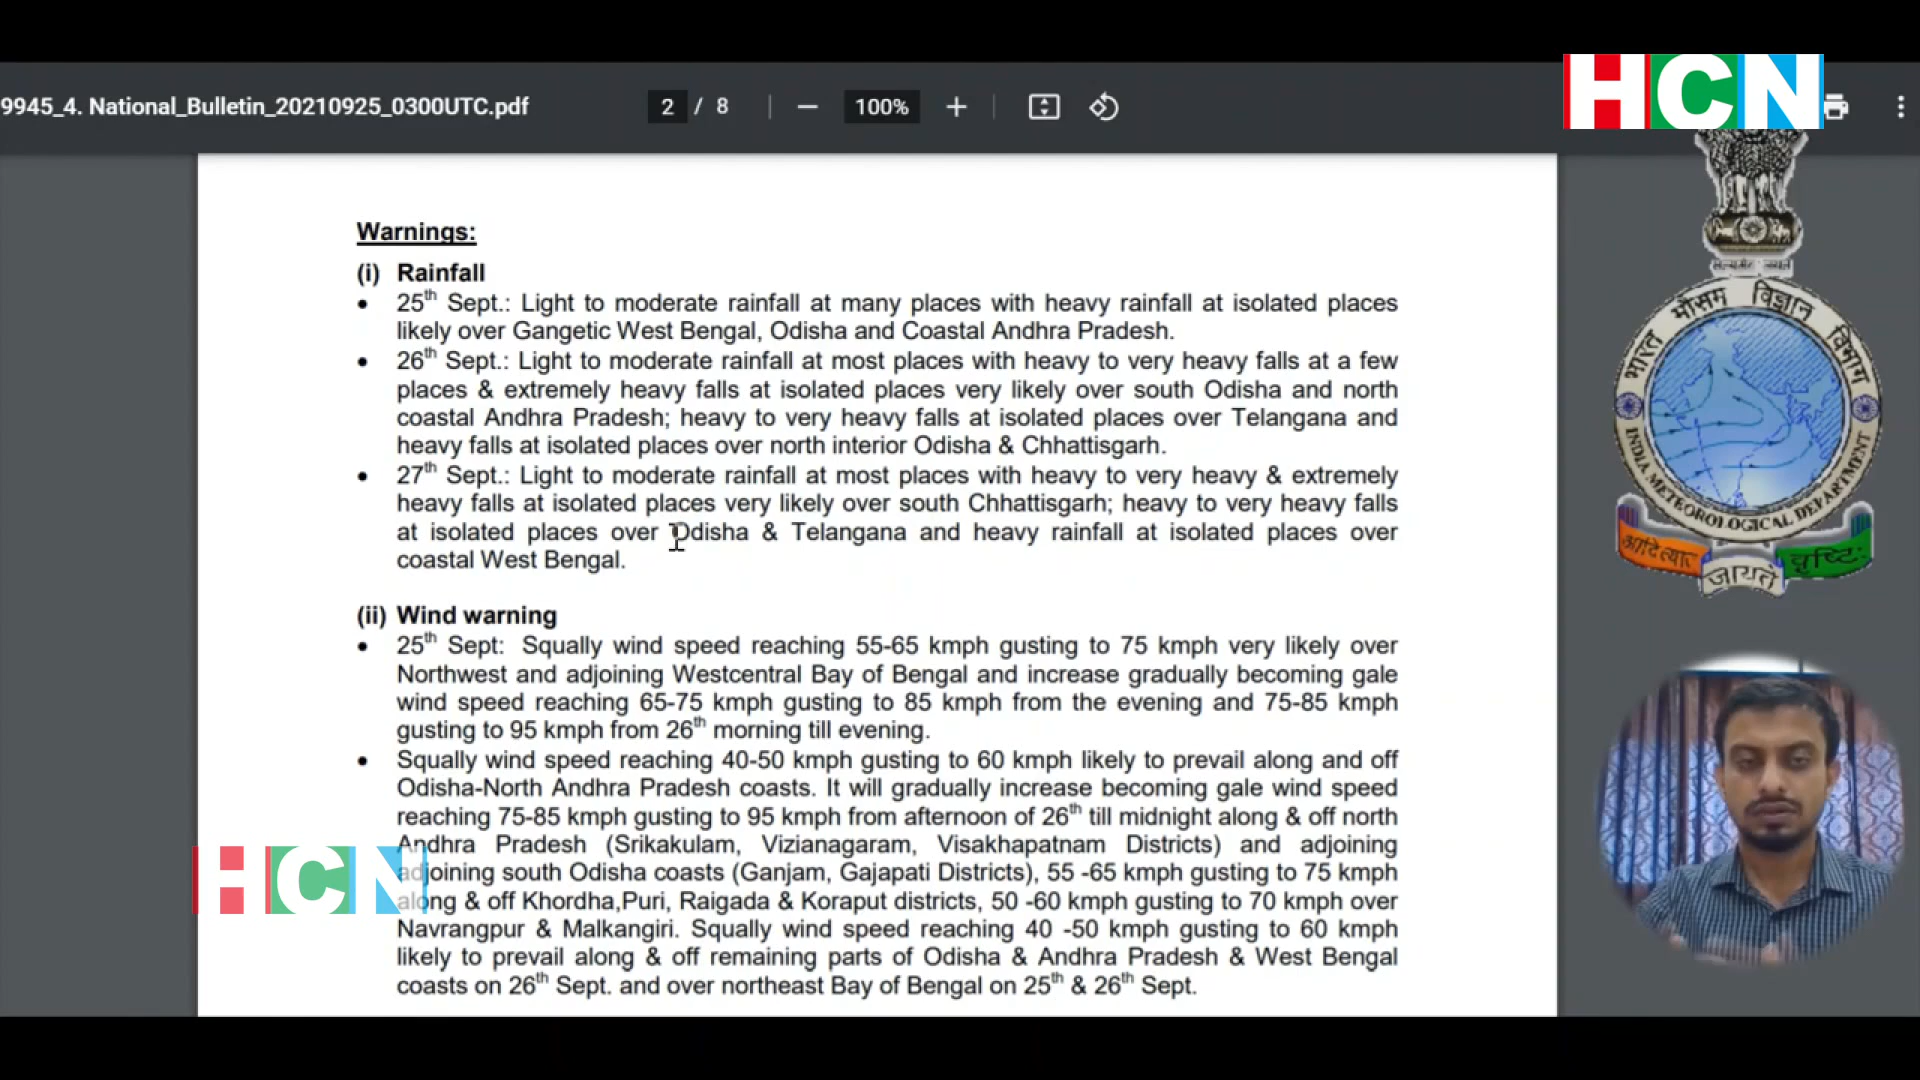 HCN
9945_4. National_Bulletin_20210925_0300UTC.pdf
2 / 8
100%
Warnings:
(i) Rainfall
• 25th Sept.: Light to moderate rainfall at many places with heavy rainfall at isolated places
likely over Gangetic West Bengal, Odisha and Coastal Andhra Pradesh.
• 26th Sept.: Light to moderate rainfall at most places with heavy to very heavy falls at a few
places & extremely heavy falls at isolated places very likely over south Odisha and north
coastal Andhra Pradesh; heavy to very heavy falls at isolated places over Telangana and
heavy falls at isolated places over north interior Odisha & Chhattisgarh.
• 27th Sept.: Light to moderate rainfall at most places with heavy to very heavy & extremely
heavy falls at isolated places very likely over south Chhattisgarh; heavy to very heavy falls
at isolated places over Odisha & Telangana and heavy rainfall at isolated places over
coastal West Bengal.
(ii) Wind warning
• 25th Sept: Squally wind speed reaching 55-65 kmph gusting to 75 kmph very likely over
Northwest and adjoining Westcentral Bay of Bengal and increase gradually becoming gale
wind speed reaching 65-75 kmph gusting to 85 kmph from the evening and 75-85 kmph
gusting to 95 kmph from 26th morning till evening.
• Squally wind speed reaching 40-50 kmph gusting to 60 kmph likely to prevail along and off
Odisha-North Andhra Pradesh coasts. It will gradually increase becoming gale wind speed
reaching 75-85 kmph gusting to 95 kmph from afternoon of 26th till midnight along & off north
Andhra Pradesh (Srikakulam, Vizianagaram, Visakhapatnam Districts) and adjoining
adjoining south Odisha coasts (Ganjam, Gajapati Districts), 55 -65 kmph gusting to 75 kmph
along & off Khordha,Puri, Raigada & Koraput districts, 50 -60 kmph gusting to 70 kmph over
Navrangpur & Malkangiri. Squally wind speed reaching 40 -50 kmph gusting to 60 kmph
likely to prevail along & off remaining parts of Odisha & Andhra Pradesh & West Bengal
coasts on 26th Sept. and over northeast Bay of Bengal on 25th & 26th Sept.
HCN
भारत मौसम विज्ञान विभाग
INDIA METEOROLOGICAL DEPARTMENT
जायते